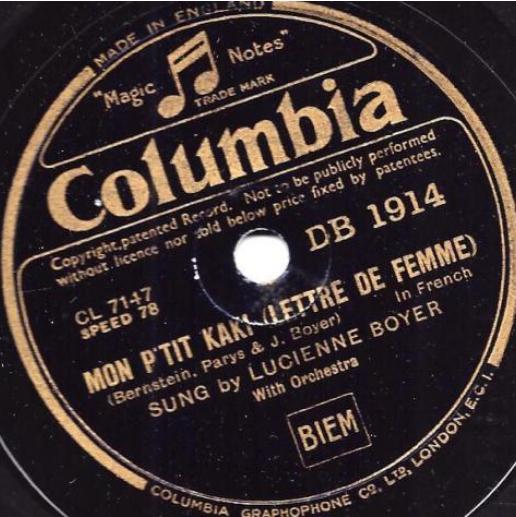 MADE IN ENGLAND
"Magic Notes"
TRADE MARK
Columbia
Copyright,patented Record. Not to be publicly performed
without licence nor sold below price fixed by patentees.
DB 1914
CL 7147
SPEED 78
MON P'TIT KAKI (LETTRE DE FEMME)
(Bernstein, Parys & J. Boyer) In French
SUNG by LUCIENNE BOYER
With Orchestra
BIEM
COLUMBIA GRAPHOPHONE CO. LTD, LONDON, E.C.1.